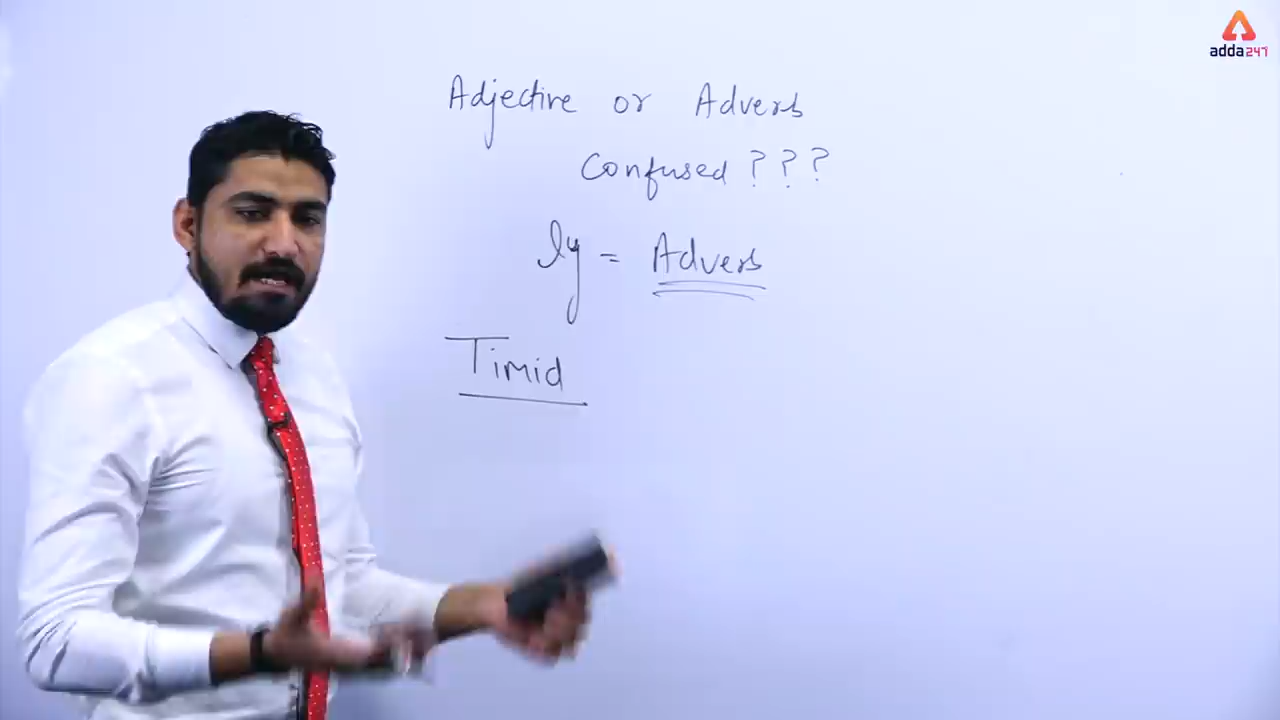 adda247
Adjective or Adverb
Confused ???
ly = Adverb
Timid